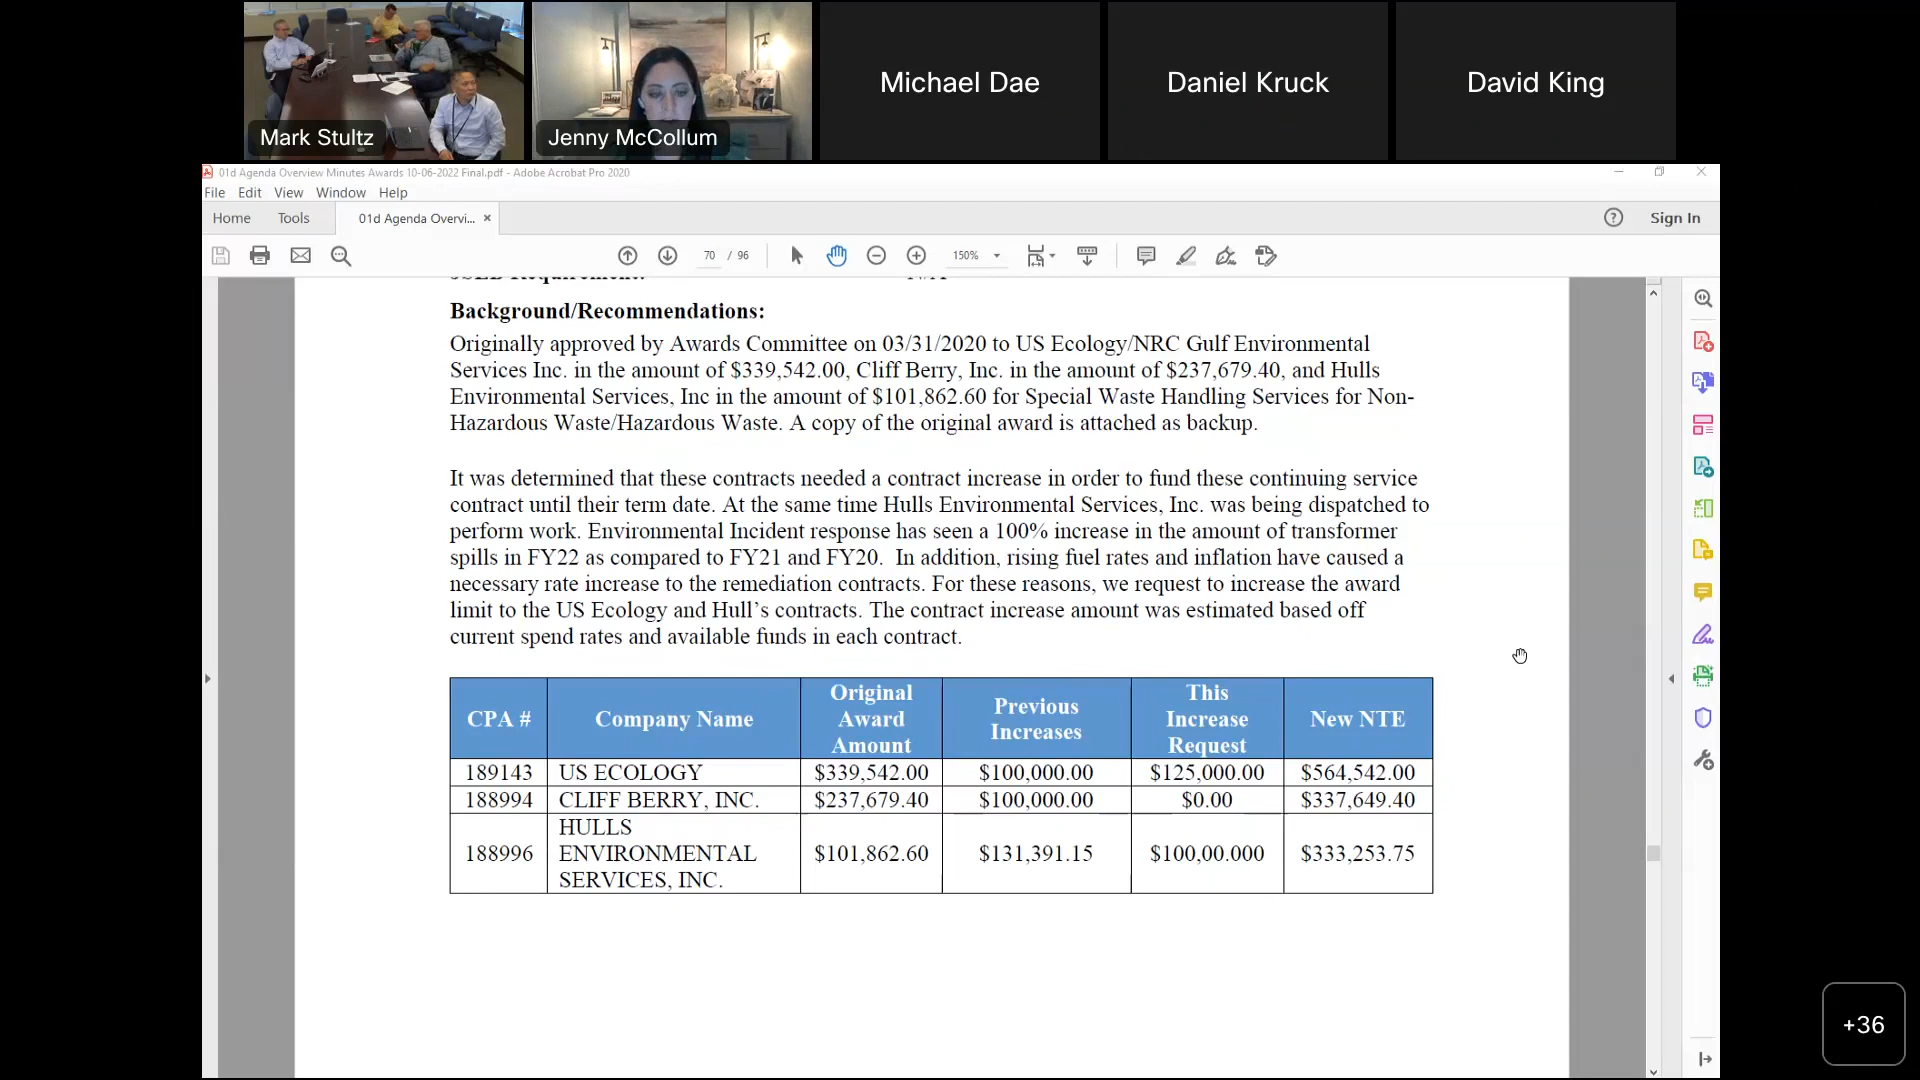 Mark Stultz
Jenny McCollum
Michael Dae
Daniel Kruck
David King
01d Agenda Overview Minutes Awards 10-06-2022 Final.pdf - Adobe Acrobat Pro 2020
File Edit View Window Help
Home Tools 01d Agenda Overvi... × Sign In
70 / 96 150%
Background/Recommendations:
Originally approved by Awards Committee on 03/31/2020 to US Ecology/NRC Gulf Environmental
Services Inc. in the amount of $339,542.00, Cliff Berry, Inc. in the amount of $237,679.40, and Hulls
Environmental Services, Inc in the amount of $101,862.60 for Special Waste Handling Services for Non-
Hazardous Waste/Hazardous Waste. A copy of the original award is attached as backup.
It was determined that these contracts needed a contract increase in order to fund these continuing service
contract until their term date. At the same time Hulls Environmental Services, Inc. was being dispatched to
perform work. Environmental Incident response has seen a 100% increase in the amount of transformer
spills in FY22 as compared to FY21 and FY20. In addition, rising fuel rates and inflation have caused a
necessary rate increase to the remediation contracts. For these reasons, we request to increase the award
limit to the US Ecology and Hull’s contracts. The contract increase amount was estimated based off
current spend rates and available funds in each contract.
CPA # Company Name Original Award Amount Previous Increases This Increase Request New NTE
189143 US ECOLOGY $339,542.00 $100,000.00 $125,000.00 $564,542.00
188994 CLIFF BERRY, INC. $237,679.40 $100,000.00 $0.00 $337,649.40
188996 HULLS ENVIRONMENTAL SERVICES, INC. $101,862.60 $131,391.15 $100,00.000 $333,253.75
+36